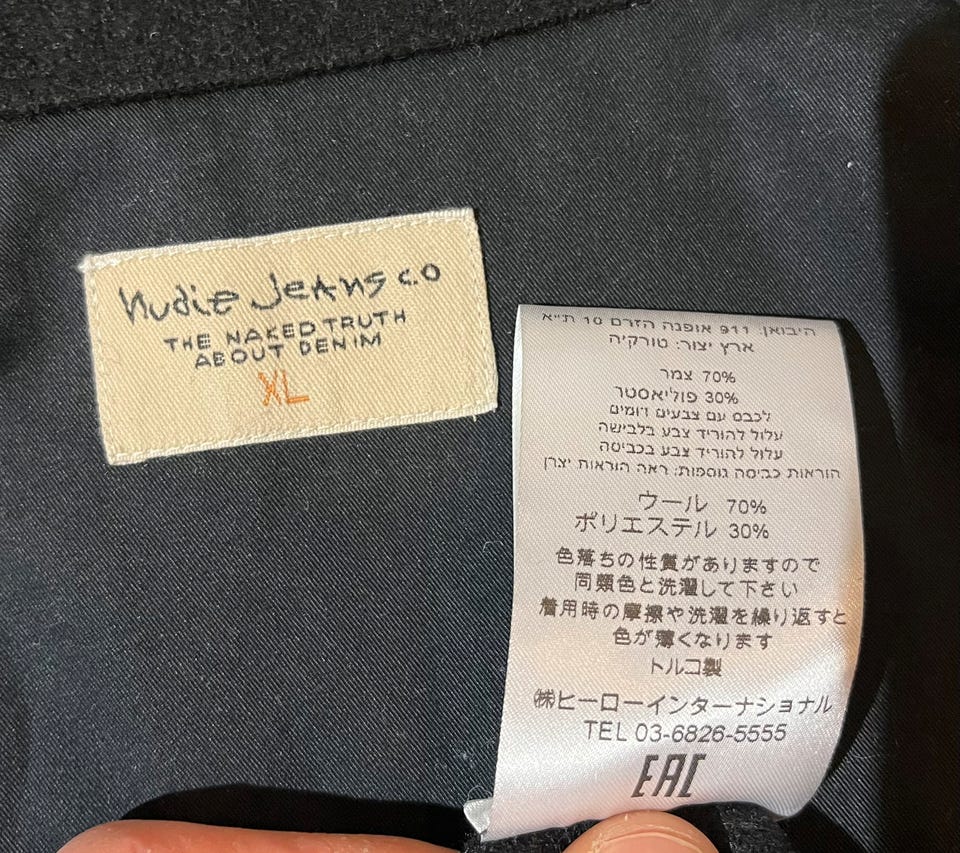 Nudie Jeans co
THE NAKED TRUTH
ABOUT DENIM
XL
היבואן: 911 אופנה הזרם 10 ת"א
ארץ יצור: טורקיה
70% צמר
30% פוליאסטר
לכבס עם צבעים דומים
עלול להוריד צבע בלבישה
עלול להוריד צבע בכביסה
הוראות כביסה נוספות: ראה הוראות יצרן
ウール 70%
ポリエステル 30%
色落ちの性質がありますので
同類色と洗濯して下さい
着用時の摩擦や洗濯を繰り返すと
色が薄くなります
トルコ製
㈱ヒーローインターナショナル
TEL 03-6826-5555
EAC